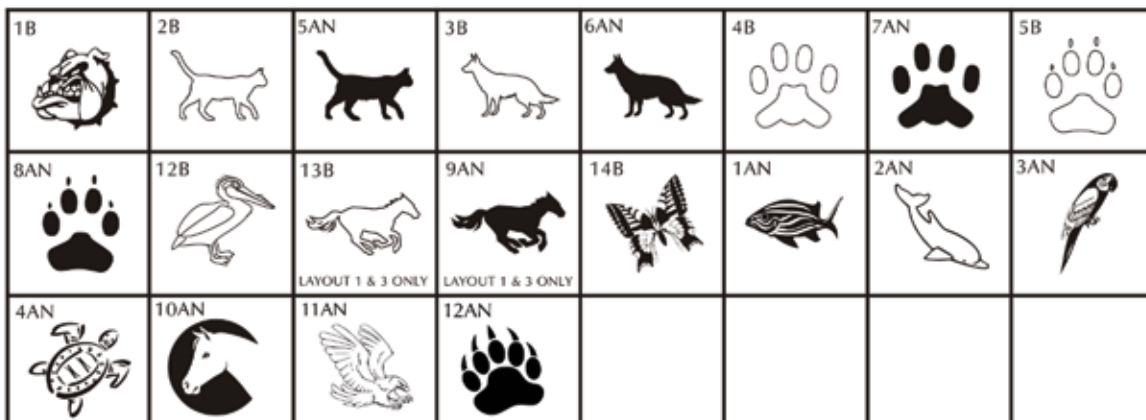 1B
2B
5AN
3B
6AN
4B
7AN
5B
8AN
12B
13B
LAYOUT 1 & 3 ONLY
9AN
LAYOUT 1 & 3 ONLY
14B
1AN
2AN
3AN
4AN
10AN
11AN
12AN